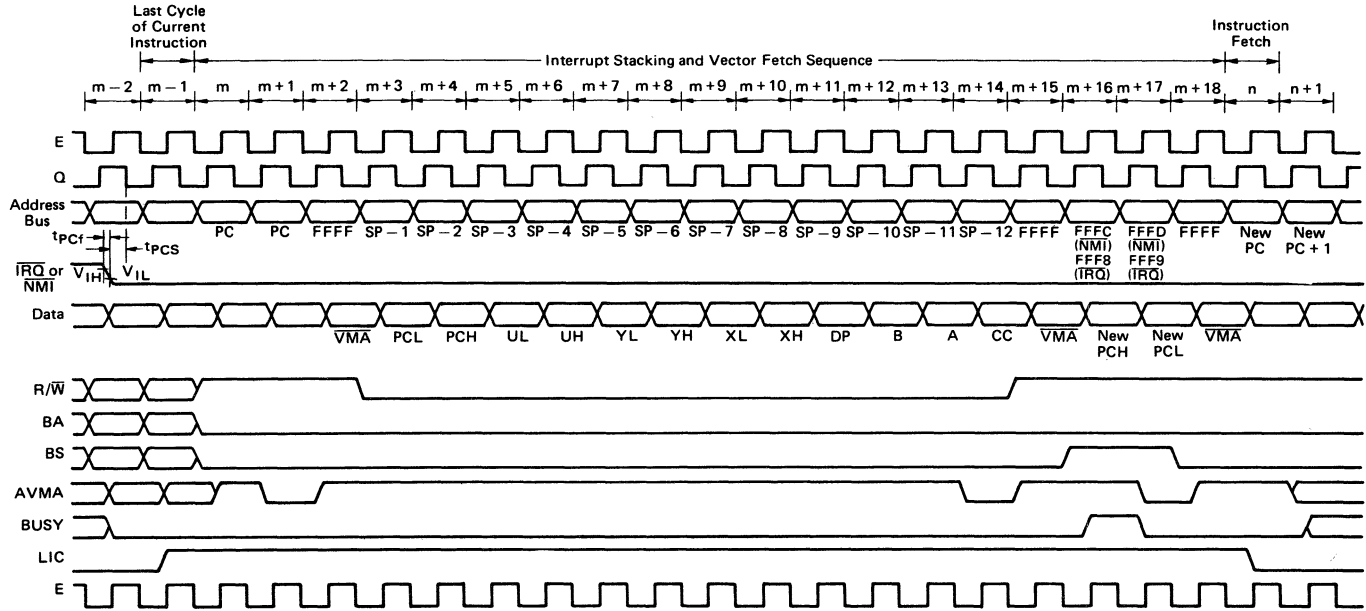 Last Cycle
of Current
Instruction
Instruction
Fetch
Interrupt Stacking and Vector Fetch Sequence
m − 2 m − 1 m m + 1 m + 2 m + 3 m + 4 m + 5 m + 6 m + 7 m + 8 m + 9 m + 10 m + 11 m + 12 m + 13 m + 14 m + 15 m + 16 m + 17 m + 18 n n + 1
E
Q
Address
Bus
PC PC FFFF SP − 1 SP − 2 SP − 3 SP − 4 SP − 5 SP − 6 SP − 7 SP − 8 SP − 9 SP − 10 SP − 11 SP − 12 FFFF FFFC FFFD FFFF New New
(NMI) (NMI) PC PC + 1
FFF8 FFF9
(IRQ) (IRQ)
tPCf
tPCS
IRQ or
NMI
VIH VIL
Data
VMA PCL PCH UL UH YL YH XL XH DP B A CC VMA New New VMA
PCH PCL
R/W
BA
BS
AVMA
BUSY
LIC
E